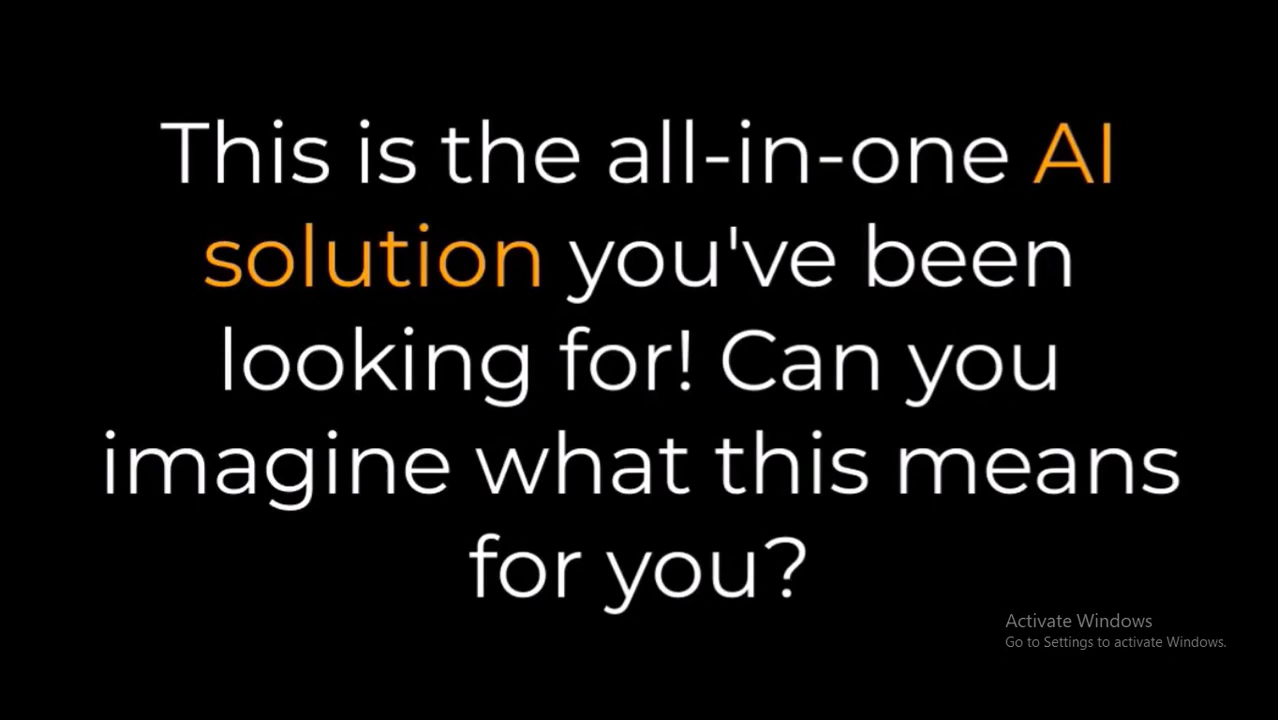 This is the all-in-one AI
solution you've been
looking for! Can you
imagine what this means
for you?
Activate Windows
Go to Settings to activate Windows.